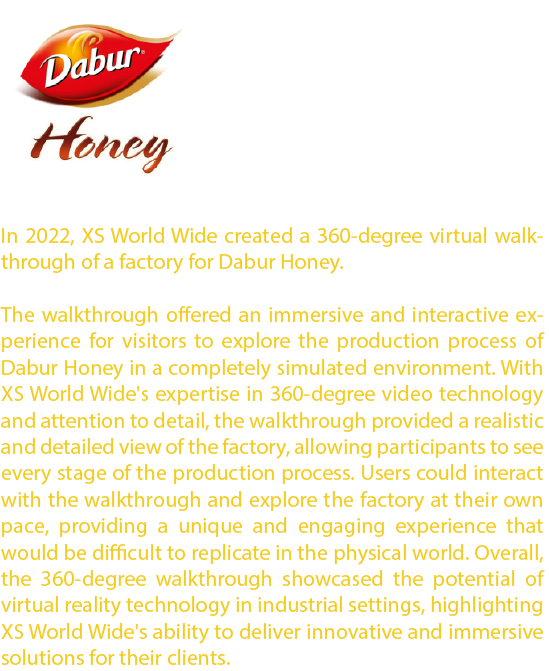 Dabur
Honey
In 2022, XS World Wide created a 360-degree virtual walk-
through of a factory for Dabur Honey.
The walkthrough offered an immersive and interactive ex-
perience for visitors to explore the production process of
Dabur Honey in a completely simulated environment. With
XS World Wide's expertise in 360-degree video technology
and attention to detail, the walkthrough provided a realistic
and detailed view of the factory, allowing participants to see
every stage of the production process. Users could interact
with the walkthrough and explore the factory at their own
pace, providing a unique and engaging experience that
would be difficult to replicate in the physical world. Overall,
the 360-degree walkthrough showcased the potential of
virtual reality technology in industrial settings, highlighting
XS World Wide's ability to deliver innovative and immersive
solutions for their clients.